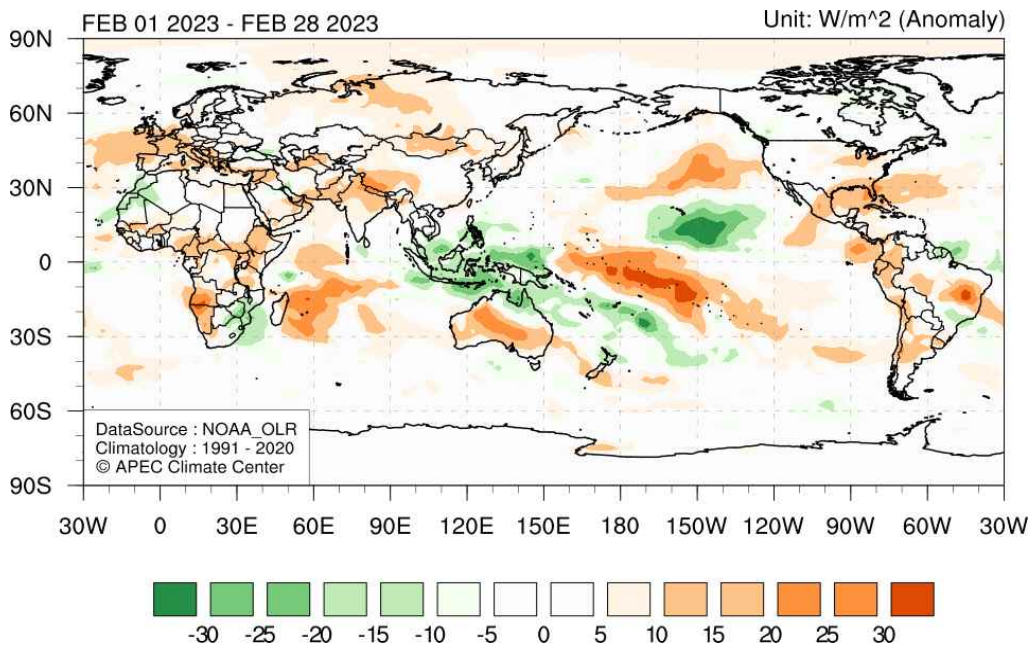 FEB 01 2023 - FEB 28 2023 Unit: W/m^2 (Anomaly)
90N
60N
30N
0
30S
60S
90S
DataSource : NOAA_OLR
Climatology : 1991 - 2020
© APEC Climate Center
30W 0 30E 60E 90E 120E 150E 180 150W 120W 90W 60W 30W
-30 -25 -20 -15 -10 -5 0 5 10 15 20 25 30